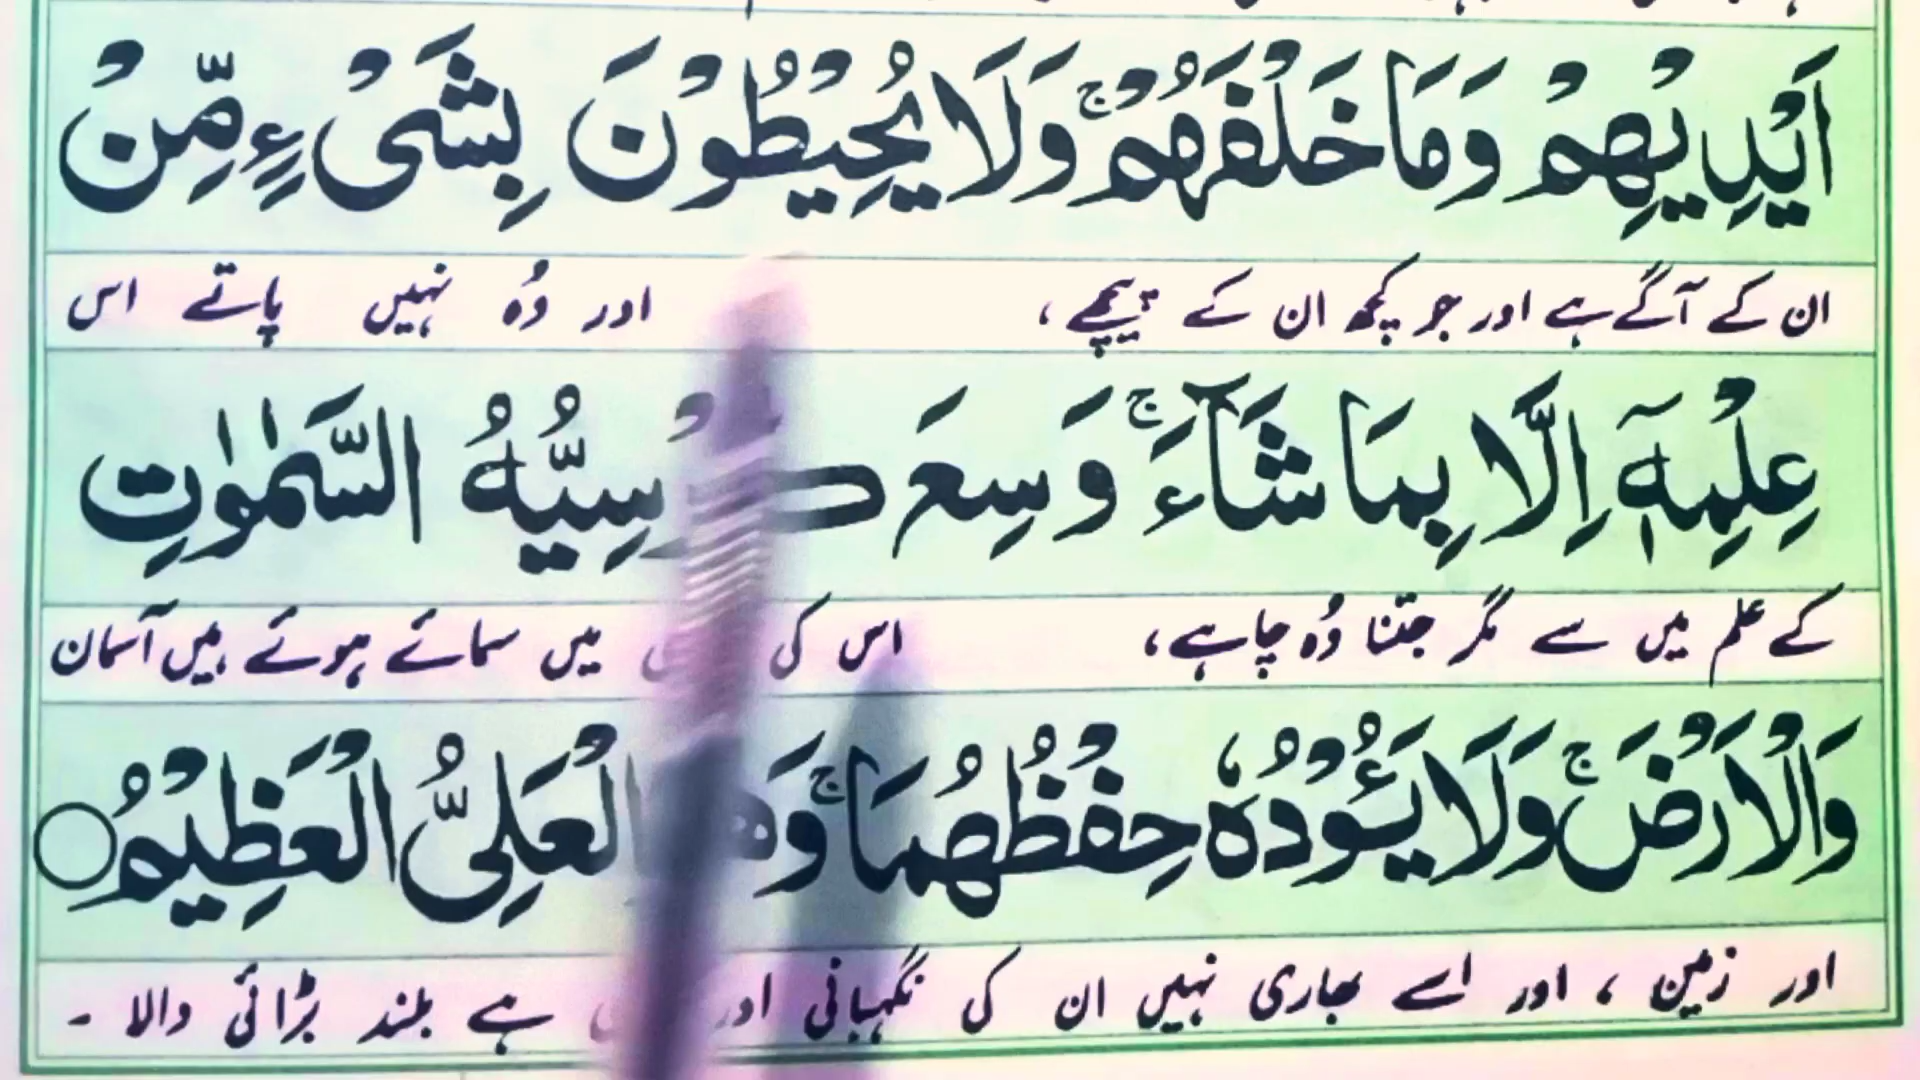 اَيْدِيْهِمْ وَمَا خَلْفَهُمْ ۚ وَلَا يُحِيْطُوْنَ بِشَیْءٍ مِّنْ
ان کے آگے ہے اور جو کچھ ان کے پیچھے ، اور وُہ نہیں پاتے اس
عِلْمِهٖٓ اِلَّا بِمَا شَآءَ ۚ وَسِعَ كُرْسِيُّهُ السَّمٰوٰتِ
کے علم میں سے مگر جتنا وُہ چاہے ، اس کی میں سمائے ہوئے ہیں آسمان
وَالْاَرْضَ ۚ وَلَا يَـُٔوْدُهٗ حِفْظُهُمَا ۚ وَهُوَ الْعَلِیُّ الْعَظِيْمُ
اور زمین ، اور اسے بھاری نہیں ان کی نگہبانی اور ہے بلند بڑائی والا ۔